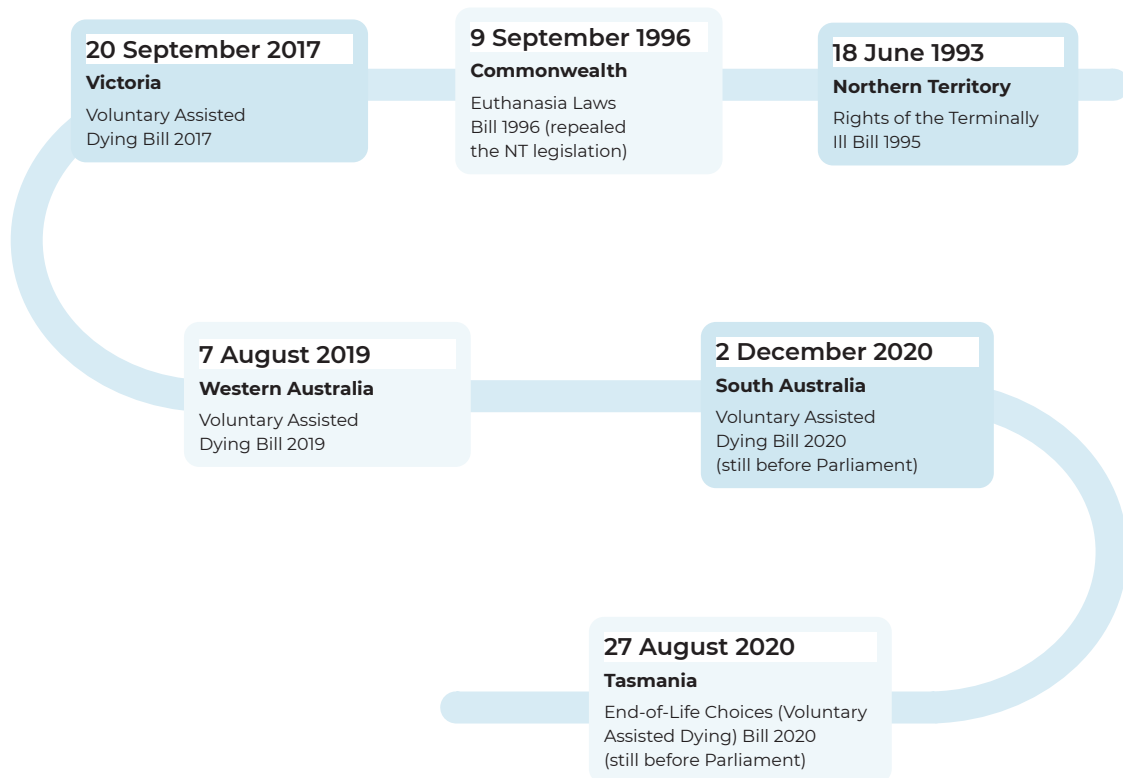 20 September 2017
Victoria
Voluntary Assisted
Dying Bill 2017
9 September 1996
Commonwealth
Euthanasia Laws
Bill 1996 (repealed
the NT legislation)
18 June 1993
Northern Territory
Rights of the Terminally
Ill Bill 1995
7 August 2019
Western Australia
Voluntary Assisted
Dying Bill 2019
2 December 2020
South Australia
Voluntary Assisted
Dying Bill 2020
(still before Parliament)
27 August 2020
Tasmania
End-of-Life Choices (Voluntary
Assisted Dying) Bill 2020
(still before Parliament)